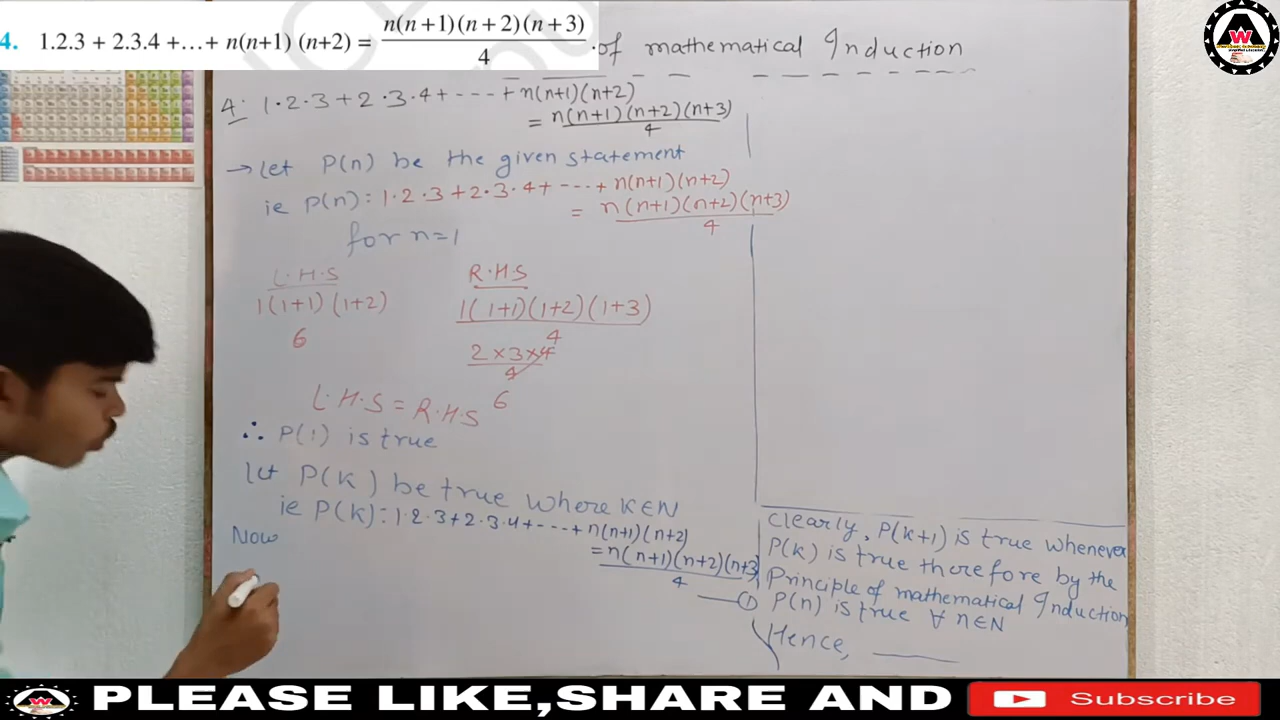 4. 1.2.3 + 2.3.4 +…+ n(n+1) (n+2) = n(n+1)(n+2)(n+3)/4
of mathematical Induction
4. 1·2·3+2·3·4+---+n(n+1)(n+2)
= n(n+1)(n+2)(n+3)/4
→ let P(n) be the given statement
ie P(n): 1·2·3+2·3·4+----+n(n+1)(n+2)
= n(n+1)(n+2)(n+3)/4
for n=1
L.H.S
1(1+1)(1+2)
6
R.H.S
1(1+1)(1+2)(1+3)/4
2×3×4/4
6
L.H.S = R.H.S
∴ P(1) is true
let P(K) be true where K∈N
ie P(K): 1·2·3+2·3·4+----+n(n+1)(n+2)
=n(n+1)(n+2)(n+3)/4
—①
Now
Clearly, P(k+1) is true whenever
P(k) is true therefore by the
Principle of mathematical Induction
P(n) is true ∀ n∈N
Hence, ———
W
PLEASE LIKE,SHARE AND Subscribe